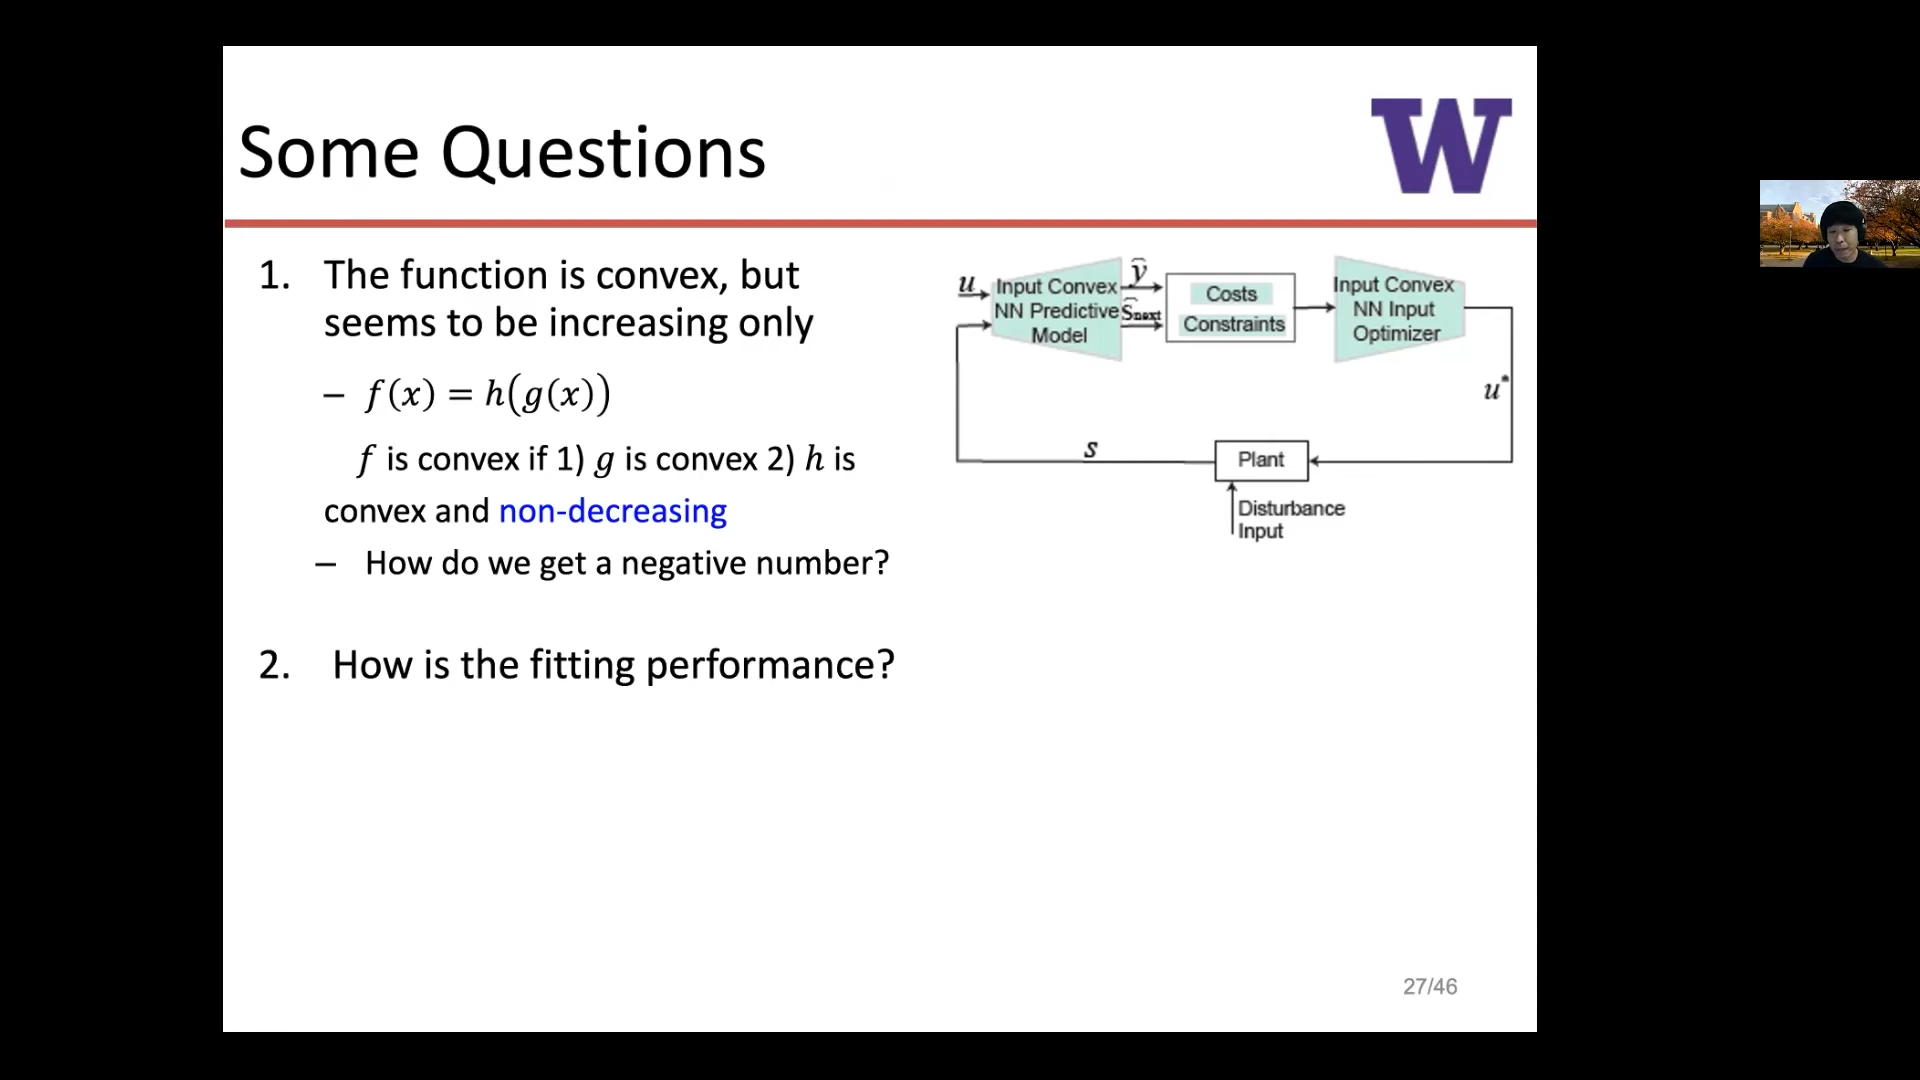 Some Questions
W
1. The function is convex, but
seems to be increasing only
– f(x) = h(g(x))
f is convex if 1) g is convex 2) h is
convex and non-decreasing
– How do we get a negative number?
2. How is the fitting performance?
u
Input Convex
NN Predictive
Model
ŷ
ŝnext
Costs
Constraints
Input Convex
NN Input
Optimizer
u*
s
Plant
Disturbance
Input
27/46